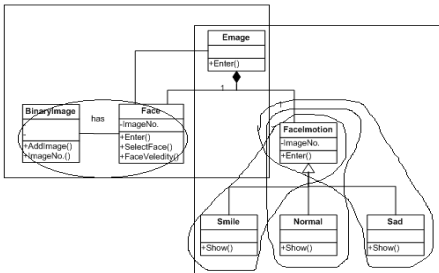 Emage
+Enter()
1
1
BinaryImage
-
-
+AddImage()
+ImageNo.()
has
Face
-ImageNo.
+Enter()
+SelectFace()
+FaceVeledity()
FaceImotion
-ImageNo.
+Enter()
Smile
+Show()
Normal
+Show()
Sad
+Show()